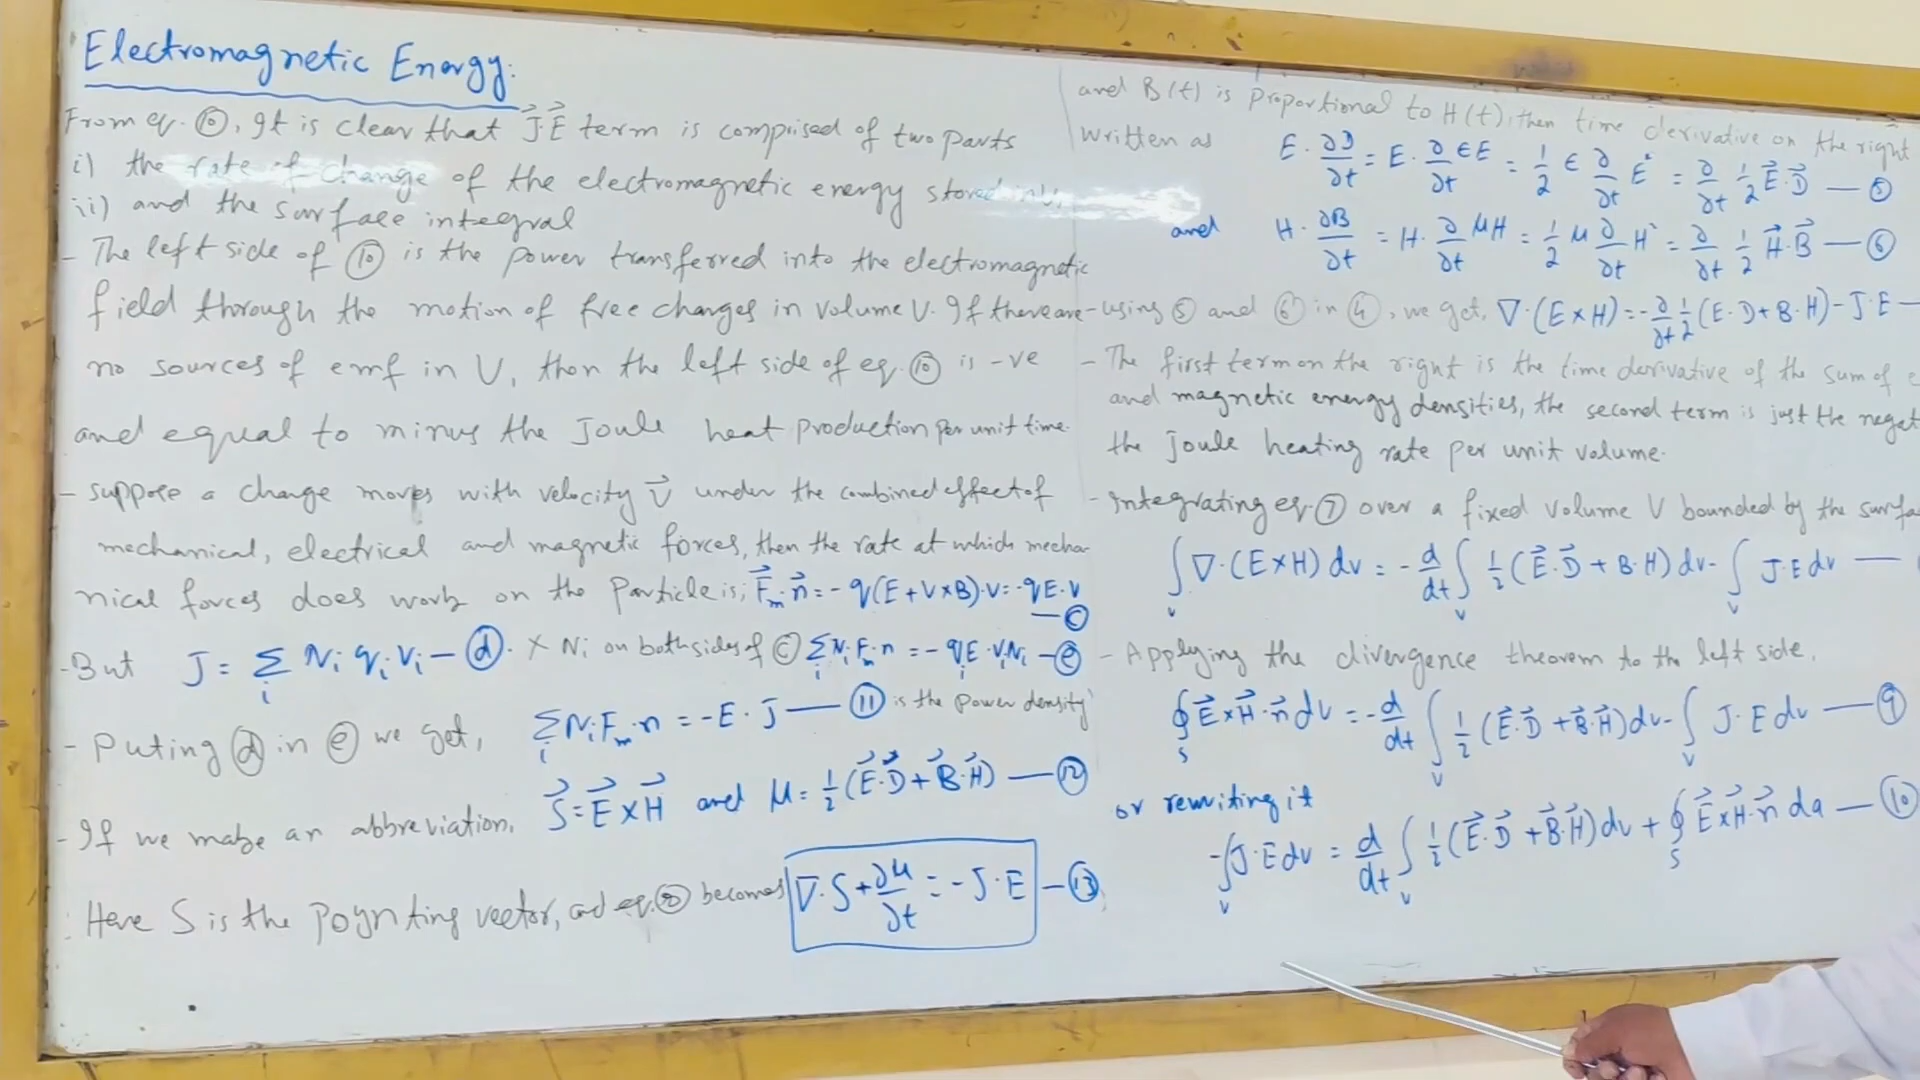 Electromagnetic Energy:
From eq. ⑩, It is clear that J⃗.E⃗ term is comprised of two parts
i) the rate of change of the electromagnetic energy stored in
ii) and the surface integral
- The left side of ⑩ is the power transferred into the electromagnetic
field through the motion of free charges in volume V. If there are
no sources of emf in V, then the left side of eq. ⑩ is -ve
and equal to minus the Joule heat production per unit time.
- suppose a charge moves with velocity v⃗ under the combined effect of
mechanical, electrical and magnetic forces, then the rate at which mecha
nical forces does work on the Particle is; F⃗m.n⃗ = - q(E + V×B).V = -qE.V
— ⓒ
- But J = Σi Ni qi Vi — ⓓ. × Ni on both sides of ⓒ Σi Ni Fm.n = - qiE.ViNi — ⓔ
- Puting ⓓ in ⓔ we get, Σi Ni Fm.n = -E.J — ⑪ is the power density
- If we make an abbreviation, S⃗ = E⃗ × H⃗ and u = 1/2 (E⃗.D⃗ + B⃗.H⃗) — ⑫
Here S is the Poynting vector, and eq. becomes ∇.S + ∂u/∂t = -J.E — ⑬
and B(t) is proportional to H(t), then time derivative on the right
written as E.∂D/∂t = E.∂/∂t ϵE = 1/2 ϵ ∂/∂t E² = ∂/∂t 1/2 E⃗.D⃗ — ⑤
and H.∂B/∂t = H.∂/∂t μH = 1/2 μ ∂/∂t H² = ∂/∂t 1/2 H⃗.B⃗ — ⑥
- using ⑤ and ⑥ in ④, we get, ∇.(E×H) = -∂/∂t 1/2 (E.D + B.H) - J.E —
- The first term on the right is the time derivative of the sum of
and magnetic energy densities, the second term is just the negat
the Joule heating rate per unit volume.
- Integrating eq. ⑦ over a fixed volume V bounded by the surfa
∫v ∇.(E×H) dv = - d/dt ∫v 1/2 (E⃗.D⃗ + B.H) dv - ∫v J.E dv —
- Applying the divergence theorem to the left side,
∮s E⃗×H⃗.n⃗ dv = - d/dt ∫v 1/2 (E⃗.D⃗ + B⃗.H⃗) dv - ∫v J.E dv — ⑨
or rewriting it
-∫v J.E dv = d/dt ∫v 1/2 (E⃗.D⃗ + B⃗.H⃗) dv + ∮s E⃗×H⃗.n⃗ da — ⑩